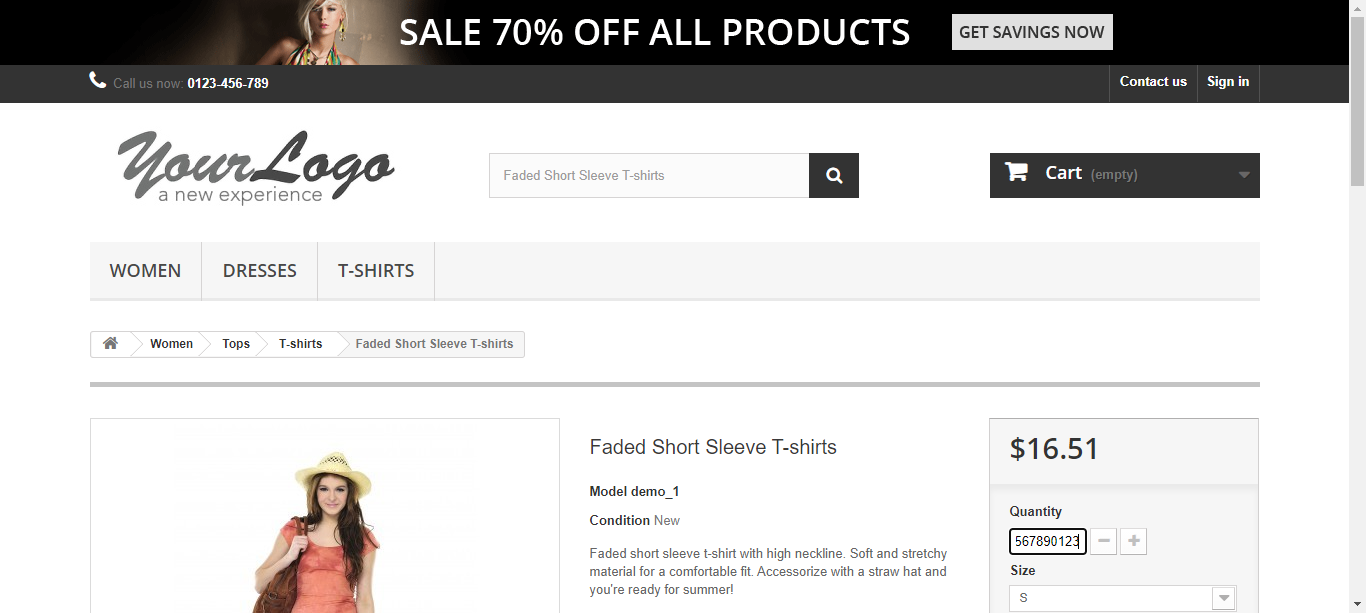 SALE 70% OFF ALL PRODUCTS
GET SAVINGS NOW
Call us now: 0123-456-789
Contact us
Sign in
YourLogo
a new experience
Faded Short Sleeve T-shirts
Cart (empty)
WOMEN
DRESSES
T-SHIRTS
Women
Tops
T-shirts
Faded Short Sleeve T-shirts
Faded Short Sleeve T-shirts
Model demo_1
Condition New
Faded short sleeve t-shirt with high neckline. Soft and stretchy
material for a comfortable fit. Accessorize with a straw hat and
you're ready for summer!
$16.51
Quantity
567890123
Size
S